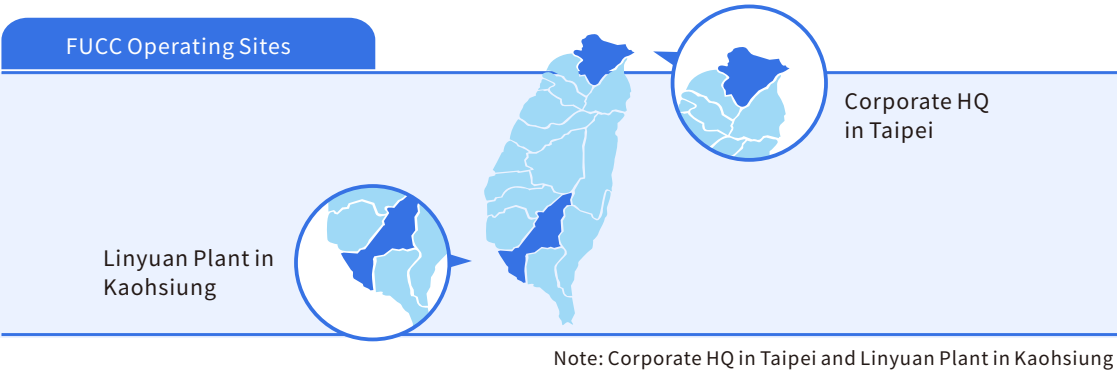 FUCC Operating Sites
Corporate HQ
in Taipei
Linyuan Plant in
Kaohsiung
Note: Corporate HQ in Taipei and Linyuan Plant in Kaohsiung